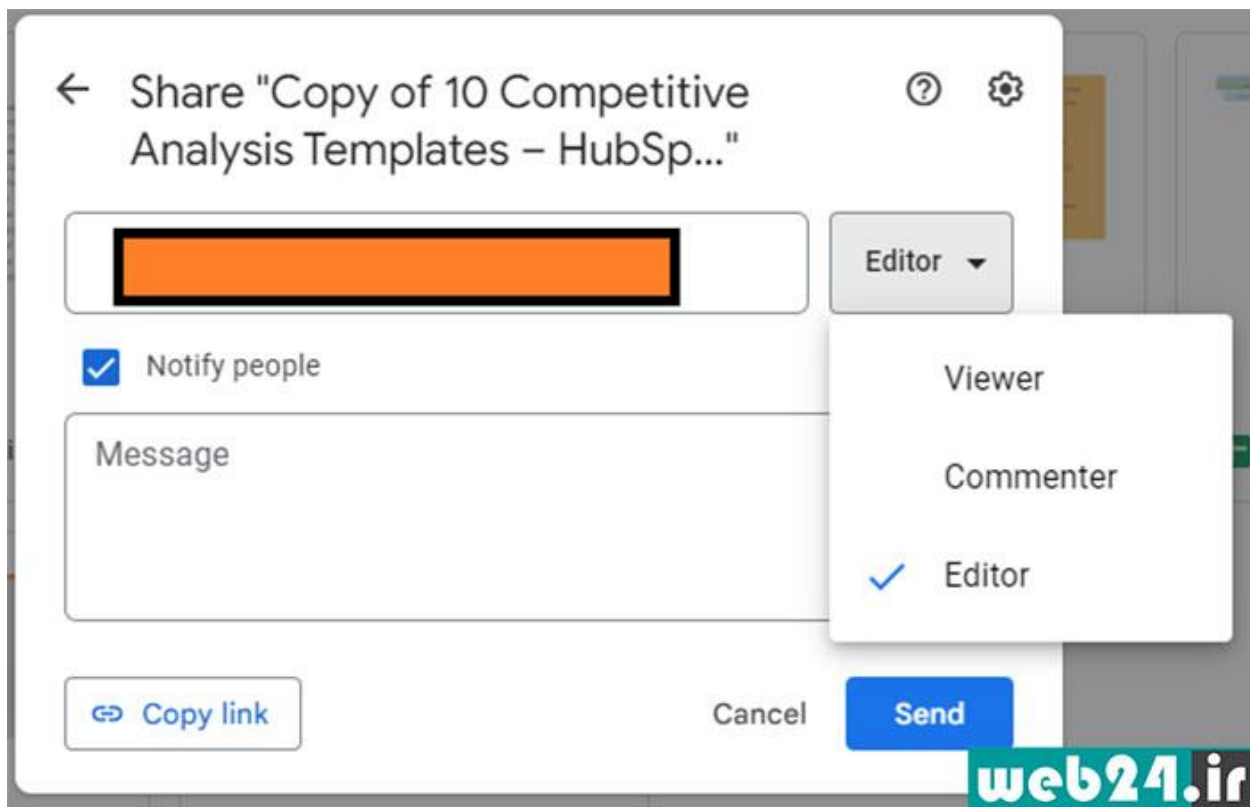 Share "Copy of 10 Competitive
Analysis Templates – HubSp..."
Editor
Notify people
Viewer
Message
Commenter
Editor
Copy link
Cancel
Send
web24.ir